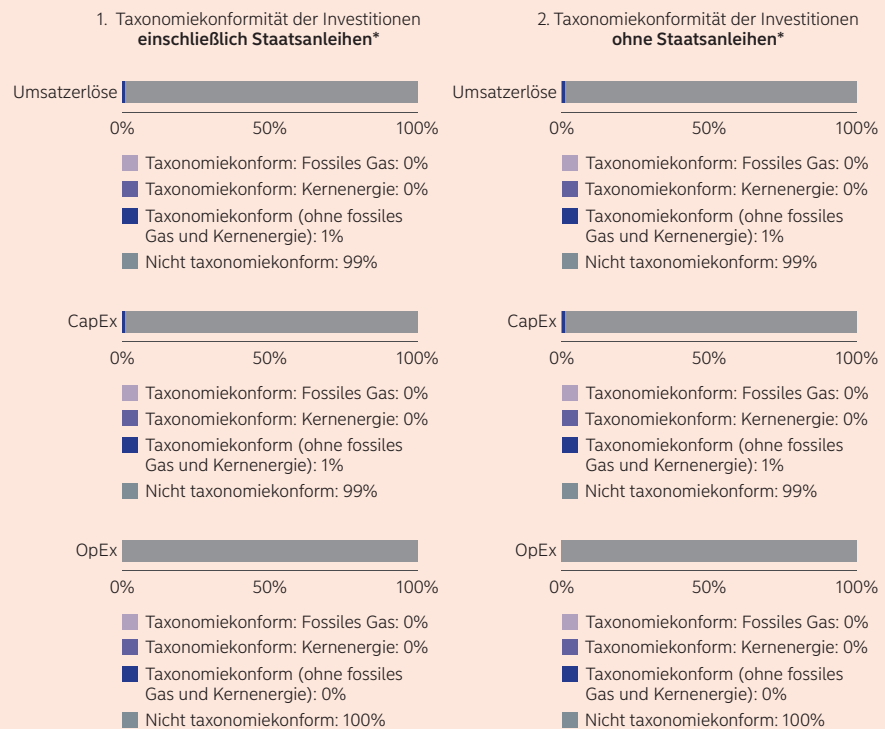 1. Taxonomiekonformität der Investitionen
einschließlich Staatsanleihen*
Umsatzerlöse
0% 50% 100%
Taxonomiekonform: Fossiles Gas: 0%
Taxonomiekonform: Kernenergie: 0%
Taxonomiekonform (ohne fossiles
Gas und Kernenergie): 1%
Nicht taxonomiekonform: 99%
CapEx
0% 50% 100%
Taxonomiekonform: Fossiles Gas: 0%
Taxonomiekonform: Kernenergie: 0%
Taxonomiekonform (ohne fossiles
Gas und Kernenergie): 1%
Nicht taxonomiekonform: 99%
OpEx
0% 50% 100%
Taxonomiekonform: Fossiles Gas: 0%
Taxonomiekonform: Kernenergie: 0%
Taxonomiekonform (ohne fossiles
Gas und Kernenergie): 0%
Nicht taxonomiekonform: 100%
2. Taxonomiekonformität der Investitionen
ohne Staatsanleihen*
Umsatzerlöse
0% 50% 100%
Taxonomiekonform: Fossiles Gas: 0%
Taxonomiekonform: Kernenergie: 0%
Taxonomiekonform (ohne fossiles
Gas und Kernenergie): 1%
Nicht taxonomiekonform: 99%
CapEx
0% 50% 100%
Taxonomiekonform: Fossiles Gas: 0%
Taxonomiekonform: Kernenergie: 0%
Taxonomiekonform (ohne fossiles
Gas und Kernenergie): 1%
Nicht taxonomiekonform: 99%
OpEx
0% 50% 100%
Taxonomiekonform: Fossiles Gas: 0%
Taxonomiekonform: Kernenergie: 0%
Taxonomiekonform (ohne fossiles
Gas und Kernenergie): 0%
Nicht taxonomiekonform: 100%